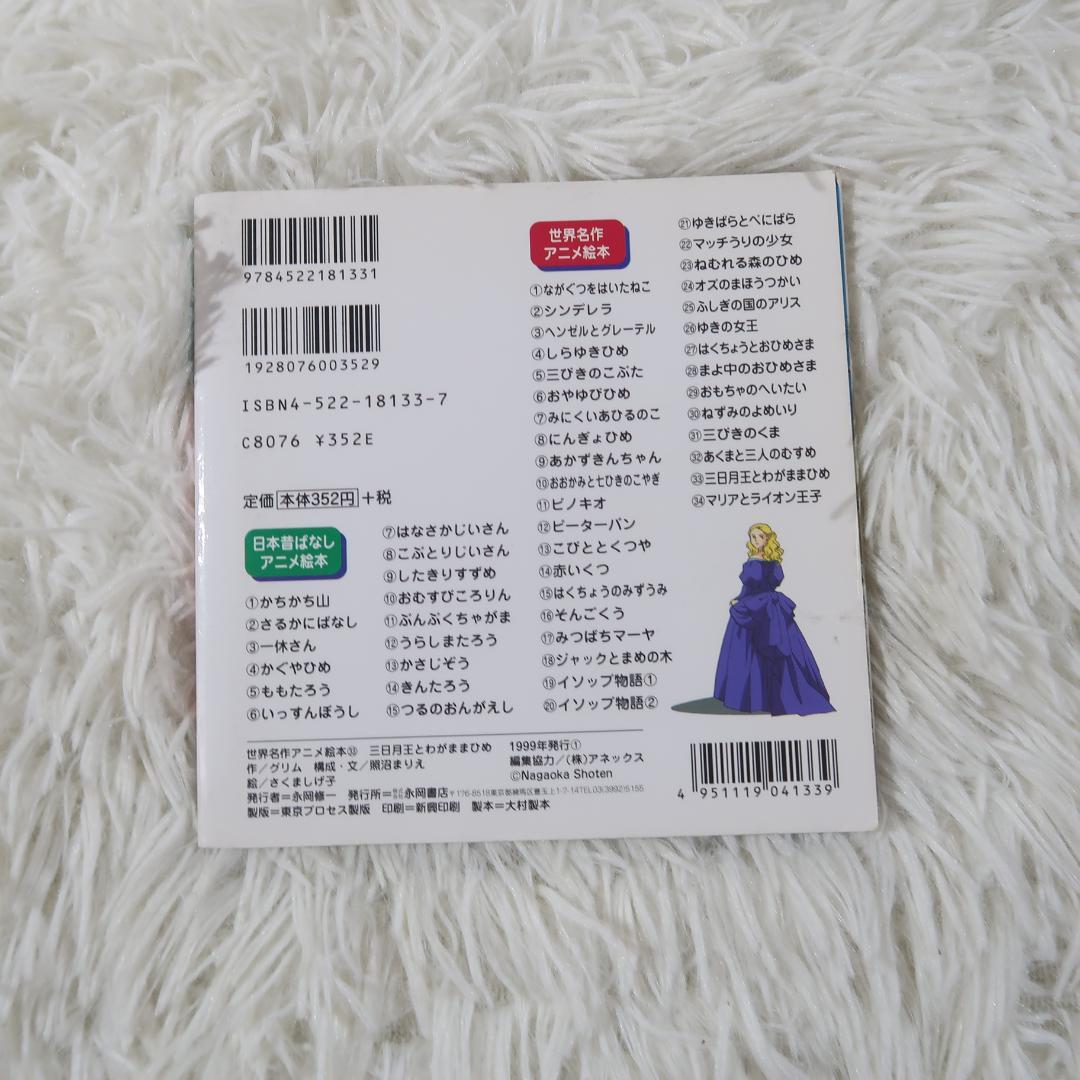 9784522181331
1928076003529
ISBN4-522-18133-7
C8076 ¥352E
定価 本体352円 +税
日本昔ばなし
アニメ絵本
①かちかち山
②さるかにばなし
③一休さん
④かぐやひめ
⑤ももたろう
⑥いっすんぼうし
⑦はなさかじいさん
⑧こぶとりじいさん
⑨したきりすずめ
⑩おむすびころりん
⑪ぶんぶくちゃがま
⑫うらしまたろう
⑬かさじぞう
⑭きんたろう
⑮つるのおんがえし
世界名作
アニメ絵本
①ながぐつをはいたねこ
②シンデレラ
③ヘンゼルとグレーテル
④しらゆきひめ
⑤三びきのこぶた
⑥おやゆびひめ
⑦みにくいあひるのこ
⑧にんぎょひめ
⑨あかずきんちゃん
⑩おおかみと七ひきのこやぎ
⑪ピノキオ
⑫ピーターパン
⑬こびととくつや
⑭赤いくつ
⑮はくちょうのみずうみ
⑯そんごくう
⑰みつばちマーヤ
⑱ジャックとまめの木
⑲イソップ物語①
⑳イソップ物語②
㉑ゆきばらとべにばら
㉒マッチうりの少女
㉓ねむれる森のひめ
㉔オズのまほうつかい
㉕ふしぎの国のアリス
㉖ゆきの女王
㉗はくちょうとおひめさま
㉘まよ中のおひめさま
㉙おもちゃのへいたい
㉚ねずみのよめいり
㉛三びきのくま
㉜あくまと三人のむすめ
㉝三日月王とわがままひめ
㉞マリアとライオン王子
世界名作アニメ絵本㉝ 三日月王とわがままひめ 1999年発行①
作/グリム 構成・文/照沼まりえ 編集協力/(株)アネックス
絵/さくましげ子 ©Nagaoka Shoten
発行者=永岡修一 発行所=株式会社永岡書店 〒176-8518東京都練馬区豊玉上1-7-14TEL03(3992)5155
製版=東京プロセス製版 印刷=新興印刷 製本=大村製本
4 951119 041339